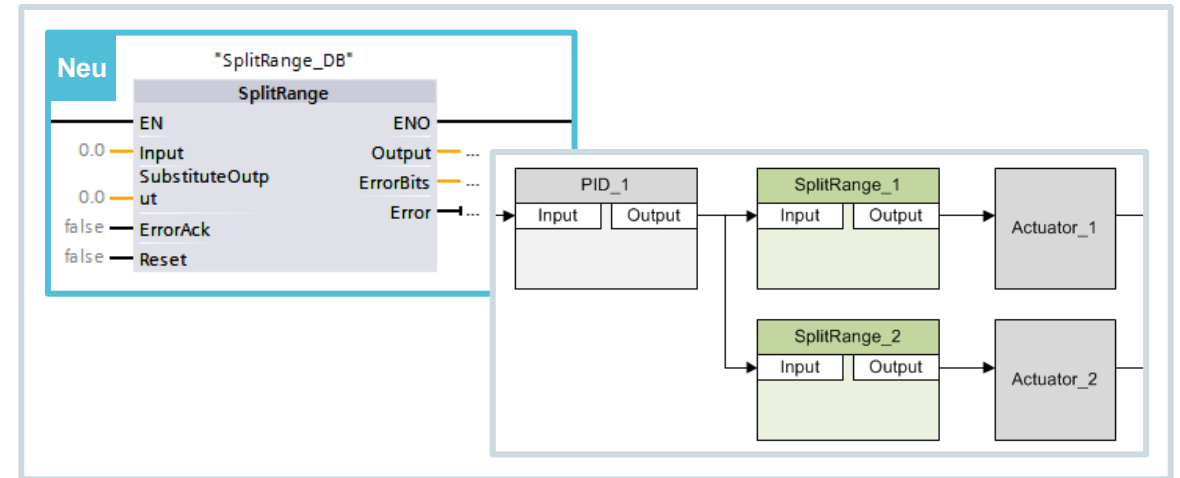 Neu
"SplitRange_DB"
SplitRange
EN ENO
0.0 Input Output ...
SubstituteOutp
0.0 ut ErrorBits ...
false ErrorAck Error ...
false Reset
PID_1
Input Output
SplitRange_1
Input Output
Actuator_1
SplitRange_2
Input Output
Actuator_2